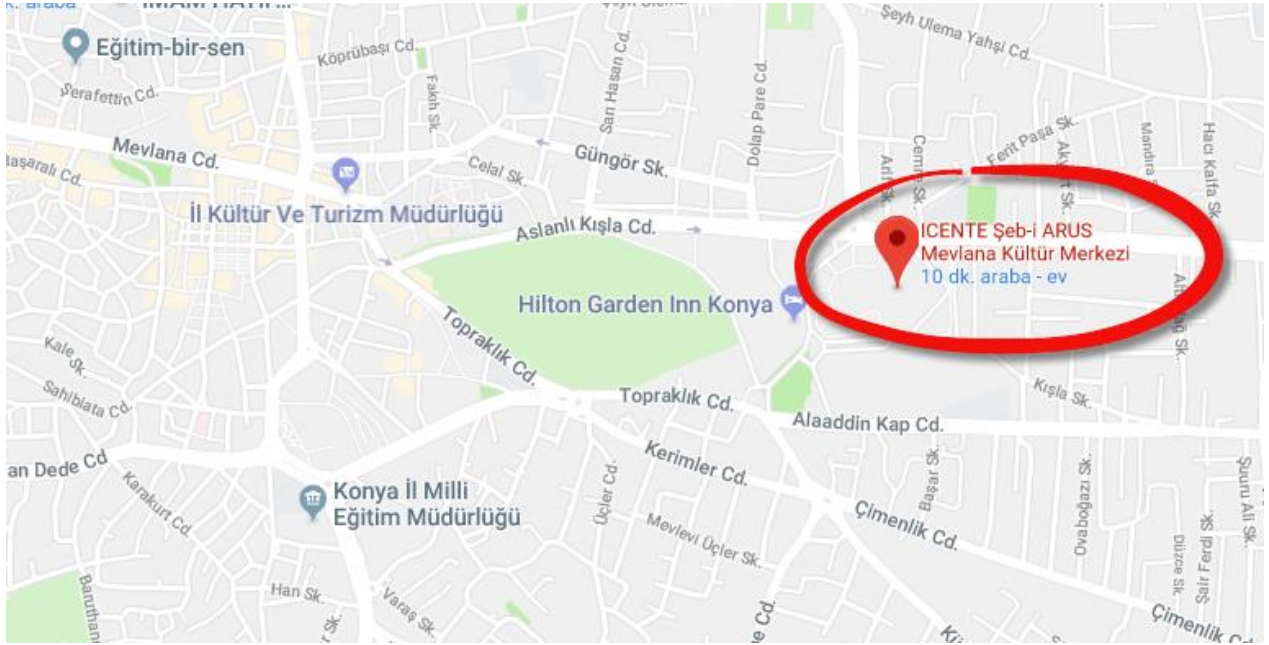 Eğitim-bir-sen
Köprübaşı Cd.
Şeyh Ulema Yahşi Cd.
Şerafettin Cd.
Fakih Sk.
Sarı Hasan Cd.
Dolap Pare Cd.
Mevlana Cd.
Güngör Sk.
Celal Sk.
Arif Sk.
Ferit Paşa Sk.
Mandıra S
Hacı Kalfa Sk.
Başaralı Cd.
İl Kültür Ve Turizm Müdürlüğü
Aslanlı Kışla Cd.
ICENTE Şeb-i ARUS
Mevlana Kültür Merkezi
10 dk. araba - ev
Hilton Garden Inn Konya
Topraklık Cd.
Kale Sk.
Sahibiata Cd.
Topraklık Cd.
Kışla Sk.
Alaaddin Kap Cd.
an Dede Cd
Karakurt Cd.
Konya İl Milli
Eğitim Müdürlüğü
Üçler Cd.
Kerimler Cd.
Mevlevi Üçler Sk.
Başar Sk.
Çimenlik Cd.
Ovaboğazı Sk.
Şuuru Ali Sk.
Düzce Sk.
Şair Ferdi Sk.
Baruthan
Han Sk.
Varaş Sk.
Çimenlik Cd